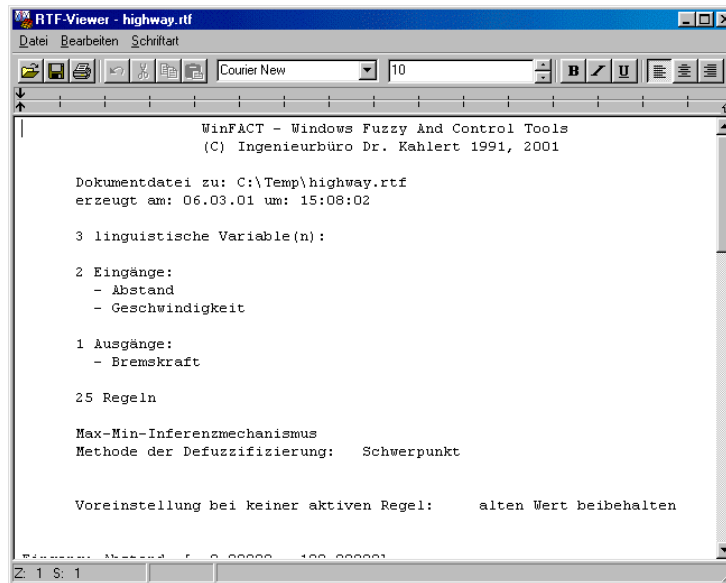 RTF-Viewer - highway.rtf
Datei Bearbeiten Schriftart
Courier New 10 B I U
WinFACT - Windows Fuzzy And Control Tools
(C) Ingenieurbüro Dr. Kahlert 1991, 2001
Dokumentdatei zu: C:\Temp\highway.rtf
erzeugt am: 06.03.01 um: 15:08:02
3 linguistische Variable(n):
2 Eingänge:
- Abstand
- Geschwindigkeit
1 Ausgänge:
- Bremskraft
25 Regeln
Max-Min-Inferenzmechanismus
Methode der Defuzzifizierung: Schwerpunkt
Voreinstellung bei keiner aktiven Regel: alten Wert beibehalten
Z: 1 S: 1